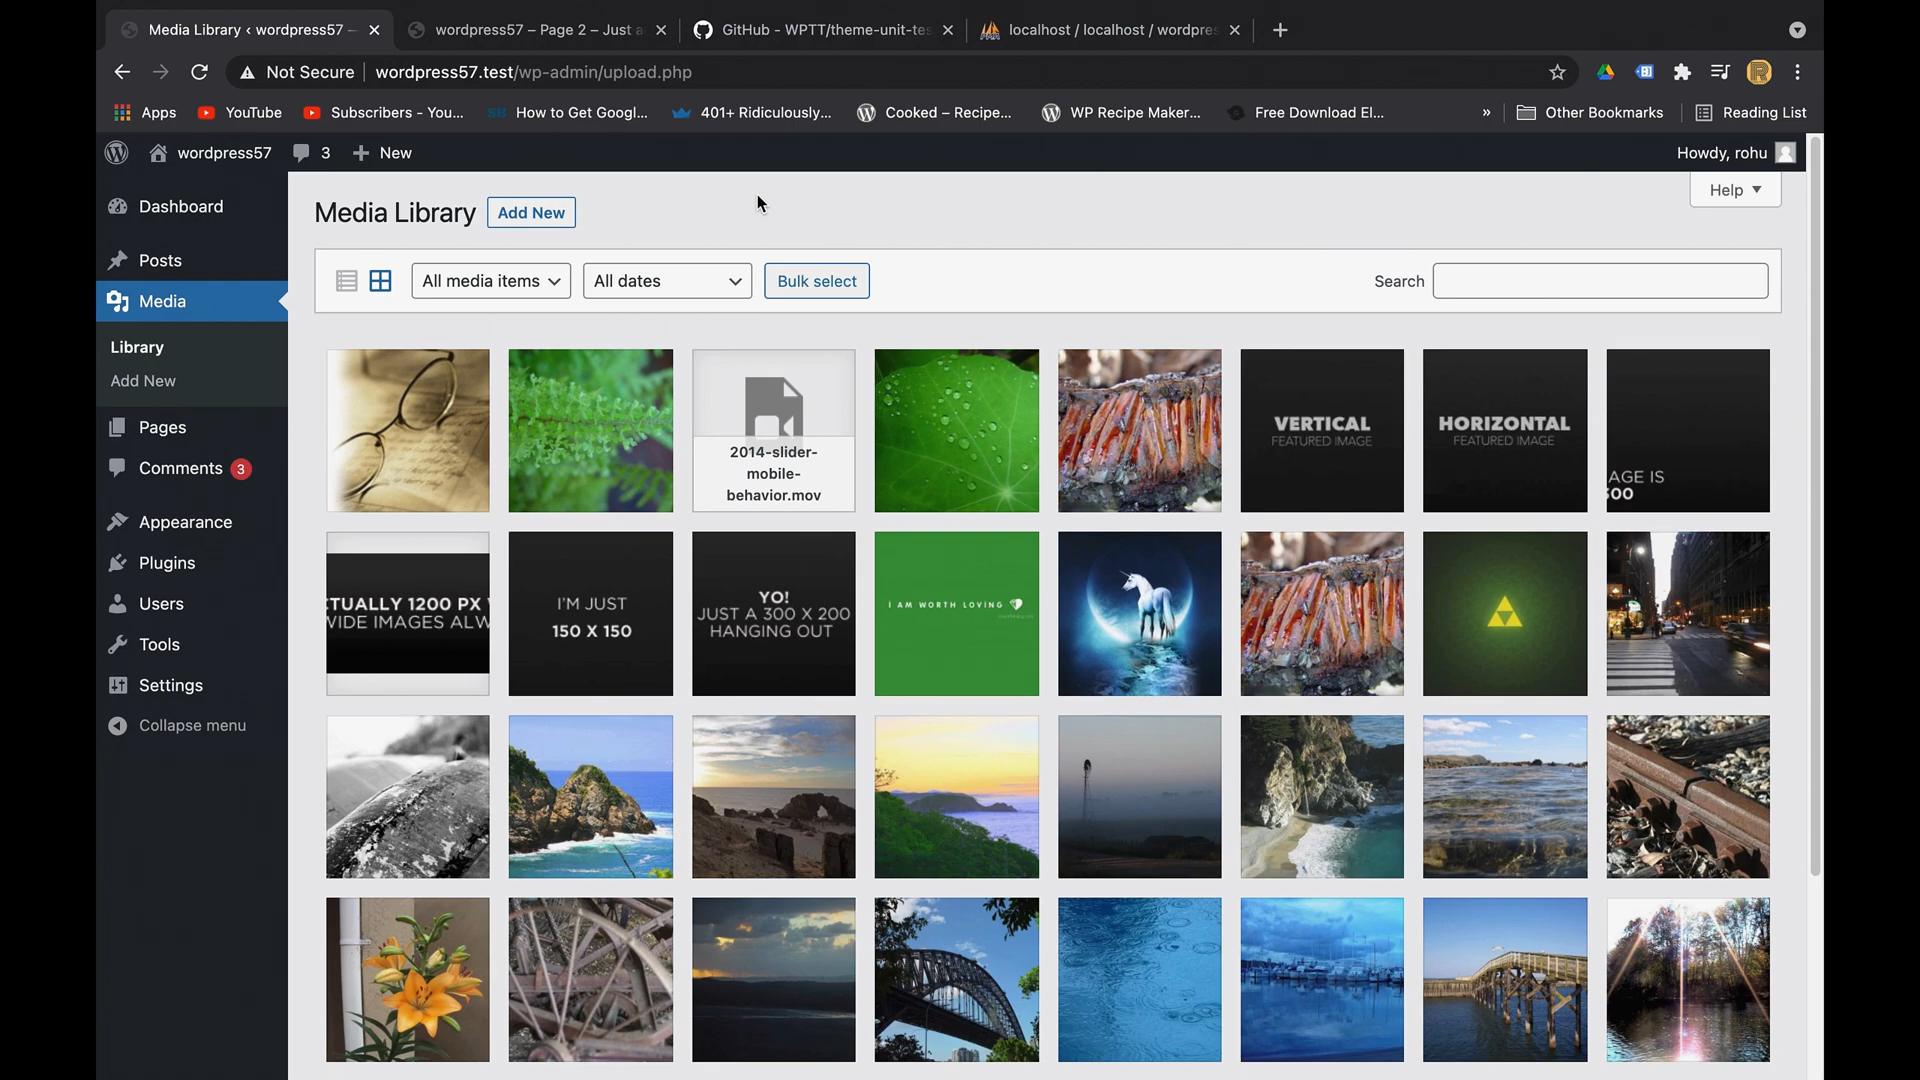 Media Library < wordpress57 –
wordpress57 – Page 2 – Just a
GitHub - WPTT/theme-unit-tes
localhost / localhost / wordpres
Not Secure
wordpress57.test/wp-admin/upload.php
Apps
YouTube
Subscribers - You...
How to Get Googl...
401+ Ridiculously...
Cooked – Recipe...
WP Recipe Maker...
Free Download El...
»
Other Bookmarks
Reading List
wordpress57
3
New
Howdy, rohu
Dashboard
Posts
Media
Library
Add New
Pages
Comments 3
Appearance
Plugins
Users
Tools
Settings
Collapse menu
Media Library
Add New
Help
All media items
All dates
Bulk select
Search
2014-slider-
mobile-
behavior.mov
VERTICAL
FEATURED IMAGE
HORIZONTAL
FEATURED IMAGE
AGE IS
00
CTUALLY 1200 PX
WIDE IMAGES ALW
I'M JUST
150 X 150
YO!
JUST A 300 X 200
HANGING OUT
I AM WORTH LOVING